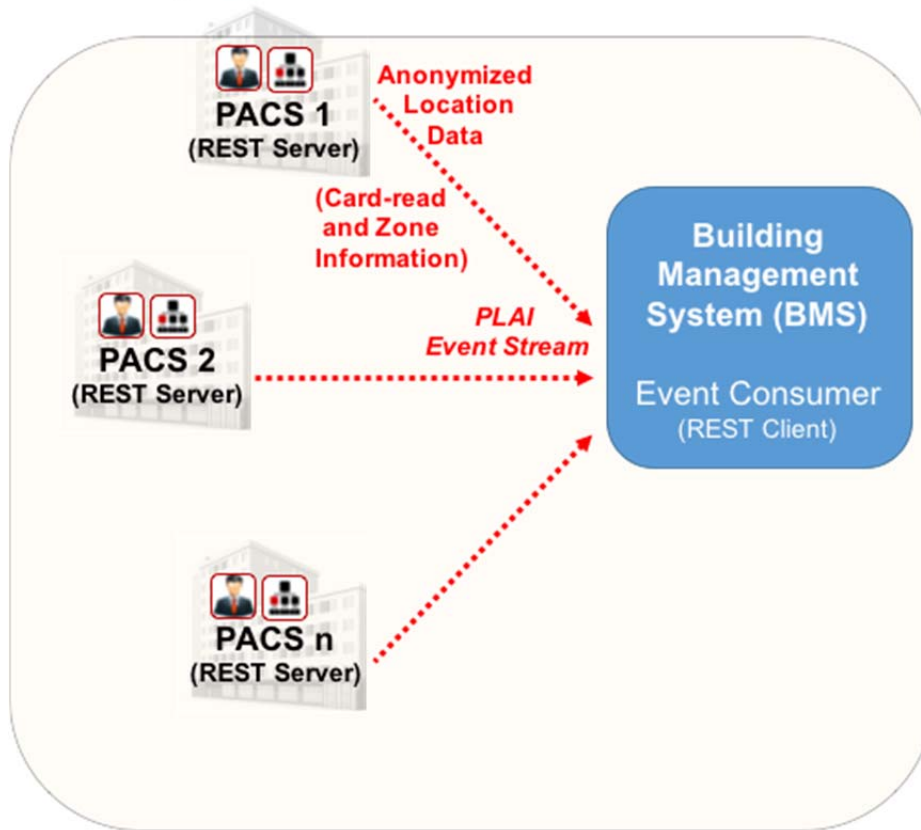 PACS 1
(REST Server)
Anonymized
Location
Data
(Card-read
and Zone
Information)
PACS 2
(REST Server)
PLAI
Event Stream
Building
Management
System (BMS)
Event Consumer
(REST Client)
PACS n
(REST Server)